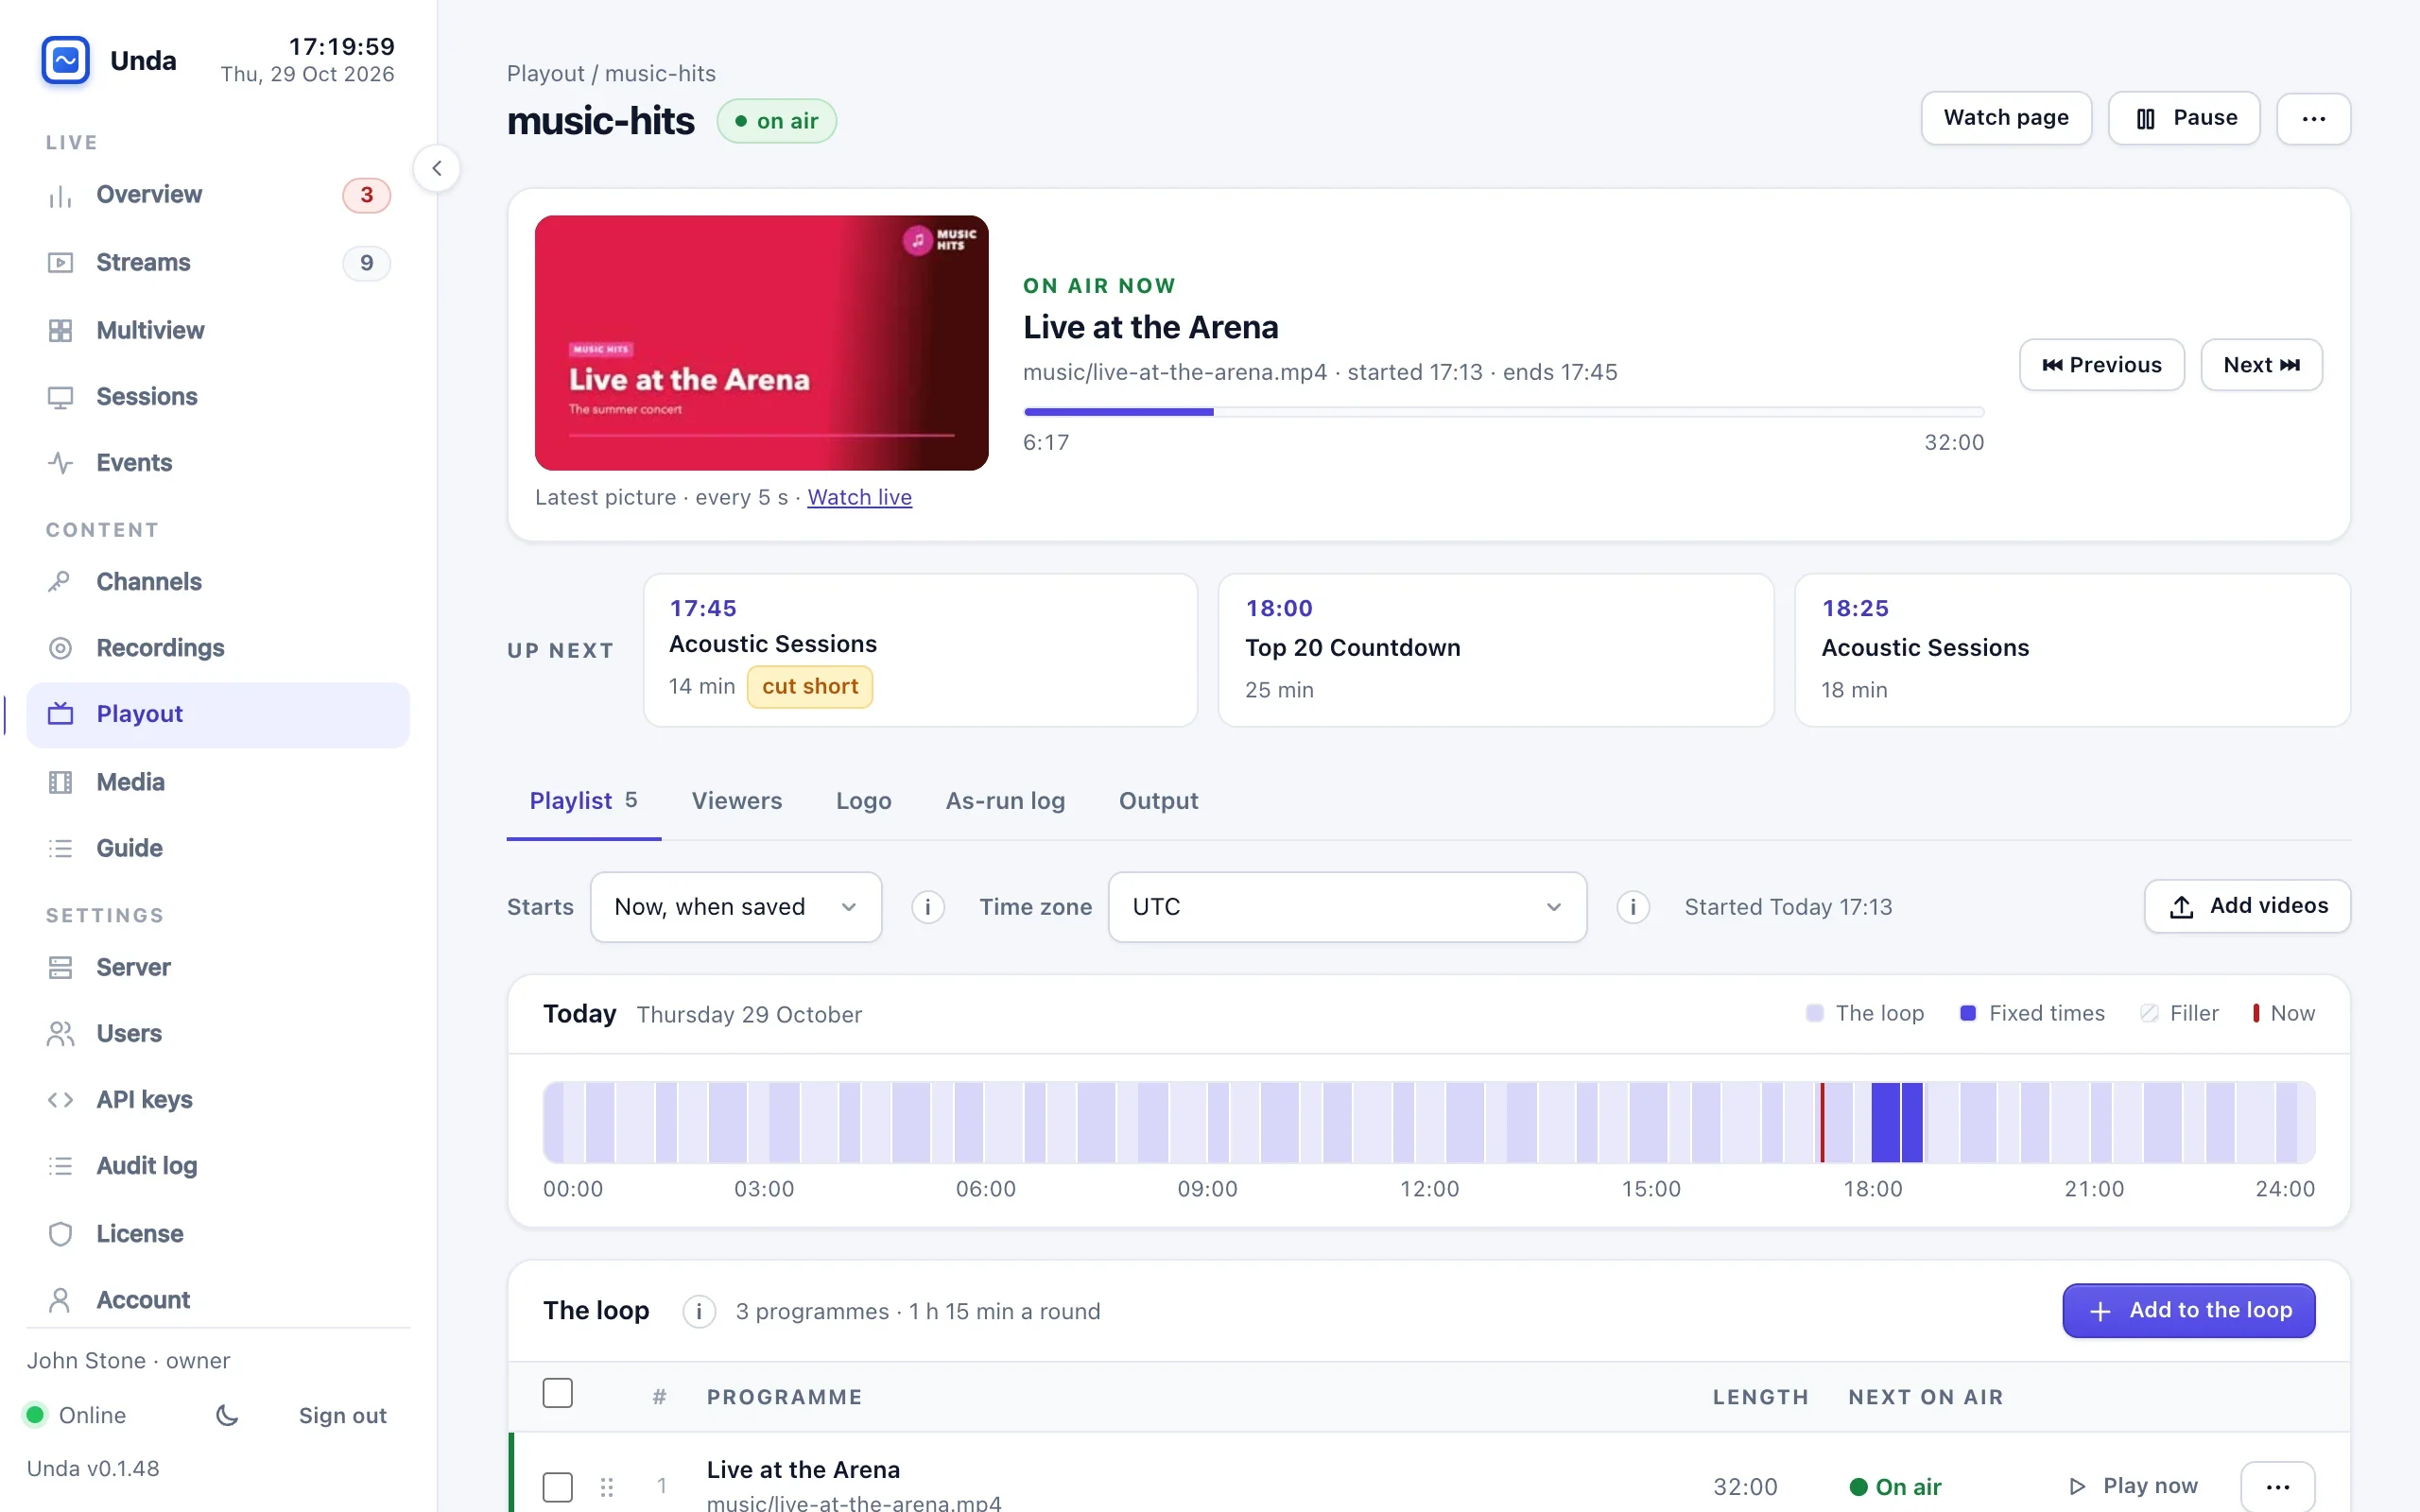 Unda
17:19:59
Thu, 29 Oct 2026
LIVE
Overview 3
Streams 9
Multiview
Sessions
Events
CONTENT
Channels
Recordings
Playout
Media
Guide
SETTINGS
Server
Users
API keys
Audit log
License
Account
John Stone · owner
Online
Sign out
Unda v0.1.48
Playout / music-hits
music-hits
on air
Watch page
Pause
MUSIC
HITS
MUSIC HITS
Live at the Arena
The summer concert
Latest picture · every 5 s · Watch live
ON AIR NOW
Live at the Arena
music/live-at-the-arena.mp4 · started 17:13 · ends 17:45
6:17
32:00
Previous
Next
UP NEXT
17:45
Acoustic Sessions
14 min cut short
18:00
Top 20 Countdown
25 min
18:25
Acoustic Sessions
18 min
Playlist 5
Viewers
Logo
As-run log
Output
Starts
Now, when saved
i
Time zone
UTC
i
Started Today 17:13
Add videos
Today Thursday 29 October
The loop
Fixed times
Filler
Now
00:00 03:00 06:00 09:00 12:00 15:00 18:00 21:00 24:00
The loop
i
3 programmes · 1 h 15 min a round
Add to the loop
# PROGRAMME LENGTH NEXT ON AIR
1
Live at the Arena
music/live-at-the-arena.mp4
32:00
On air
Play now